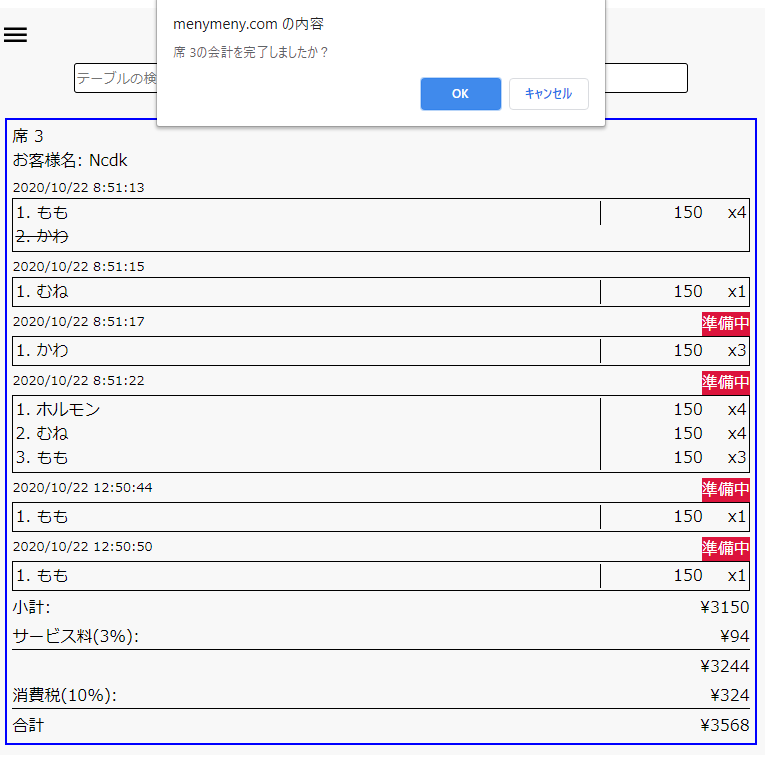 menymeny.com の内容
席 3の会計を完了しましたか？
OK
キャンセル
テーブルの検
席 3
お客様名: Ncdk
2020/10/22 8:51:13
1. もも 150 x4
2. かわ
2020/10/22 8:51:15
1. むね 150 x1
2020/10/22 8:51:17 準備中
1. かわ 150 x3
2020/10/22 8:51:22 準備中
1. ホルモン 150 x4
2. むね 150 x4
3. もも 150 x3
2020/10/22 12:50:44 準備中
1. もも 150 x1
2020/10/22 12:50:50 準備中
1. もも 150 x1
小計: ¥3150
サービス料(3%): ¥94
¥3244
消費税(10%): ¥324
合計 ¥3568